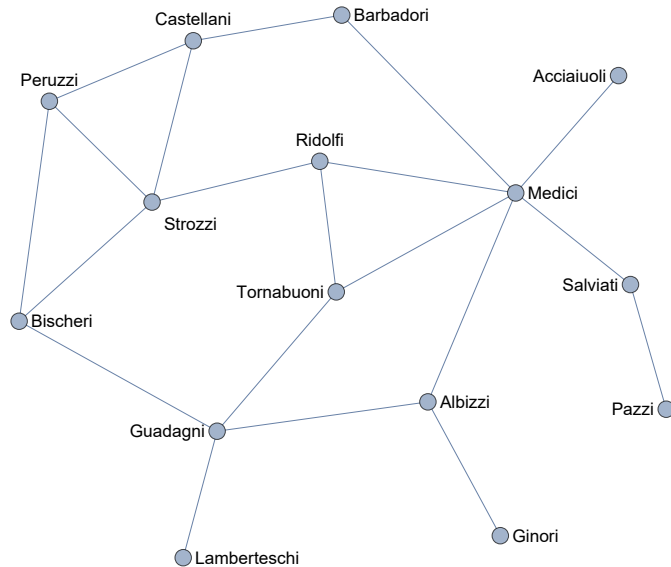 Castellani
Barbadori
Peruzzi
Acciaiuoli
Ridolfi
Medici
Strozzi
Salviati
Tornabuoni
Bischeri
Albizzi
Pazzi
Guadagni
Ginori
Lamberteschi